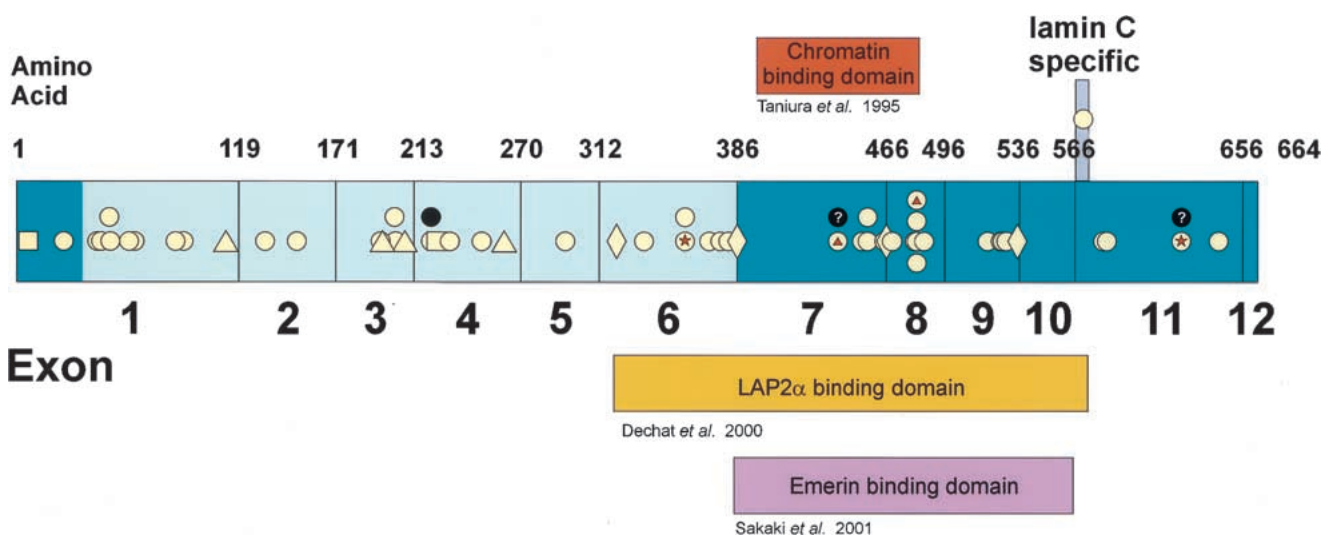 lamin C
specific
Chromatin
binding domain
Taniura et al. 1995
Amino
Acid
1 119 171 213 270 312 386 466 496 536 566 656 664
? ?
1 2 3 4 5 6 7 8 9 10 11 12
Exon
LAP2α binding domain
Dechat et al. 2000
Emerin binding domain
Sakaki et al. 2001